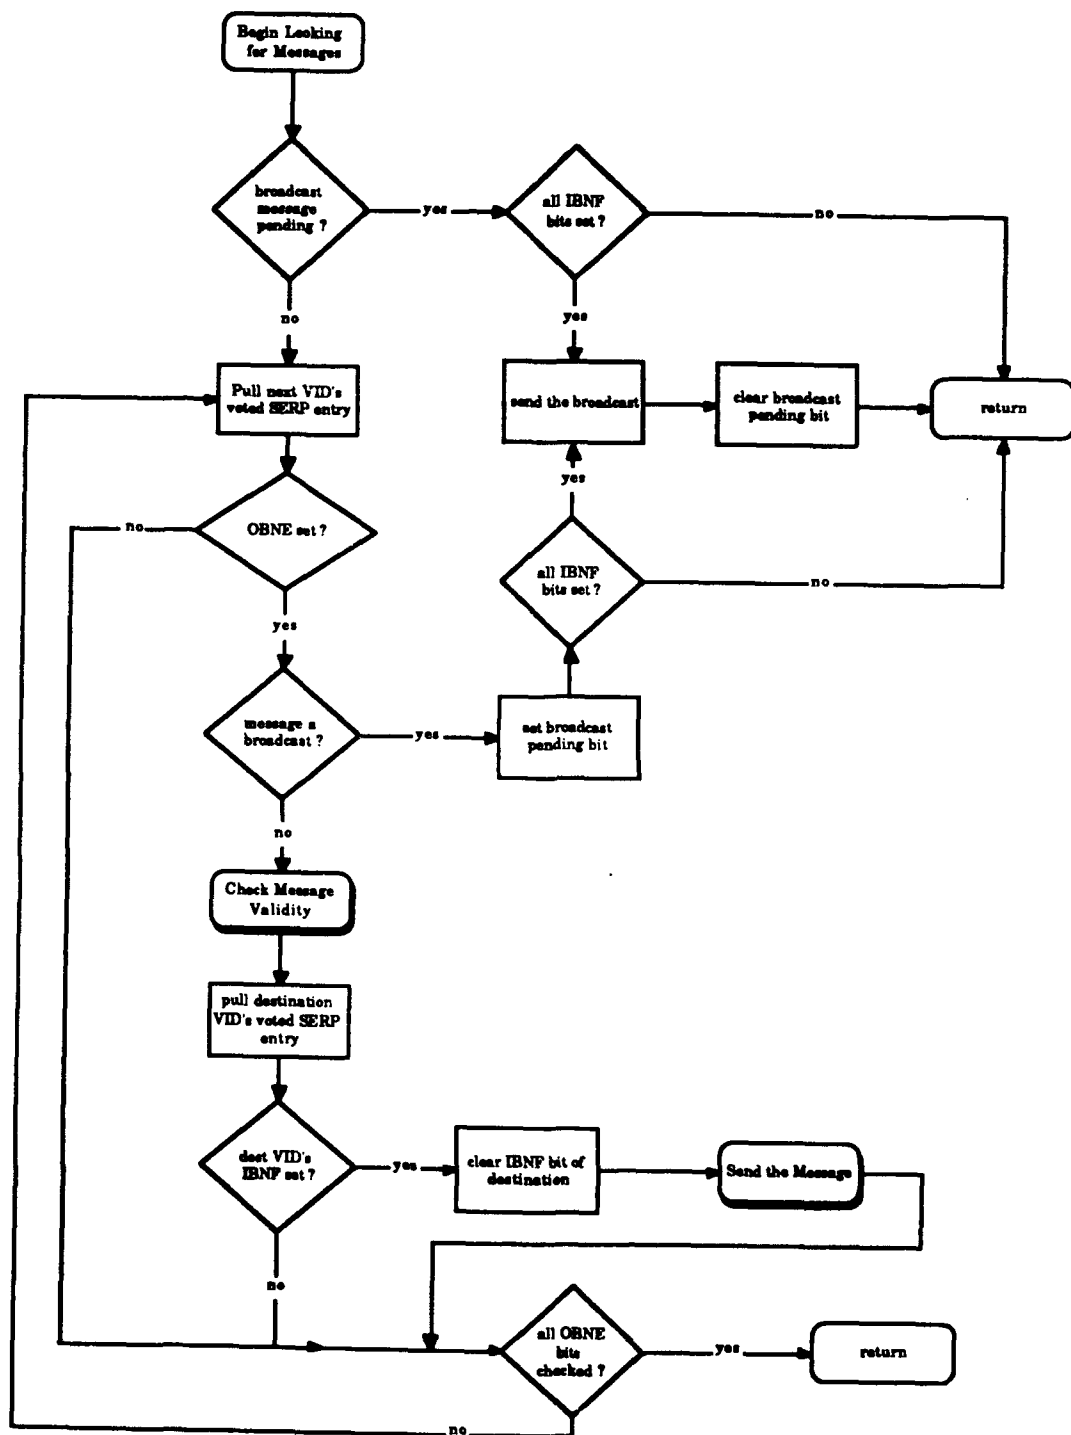 Begin Looking
for Messages
broadcast
message
pending ?
yes
all IBNF
bits set ?
no
no
yes
Pull next VID's
voted SERP entry
send the broadcast
clear broadcast
pending bit
return
yes
no
OBNE set ?
all IBNF
bits set ?
no
yes
message a
broadcast ?
yes
set broadcast
pending bit
no
Check Message
Validity
pull destination
VID's voted SERP
entry
dest VID's
IBNF set ?
yes
clear IBNF bit of
destination
Send the Message
no
all OBNE
bits
checked ?
yes
return
no